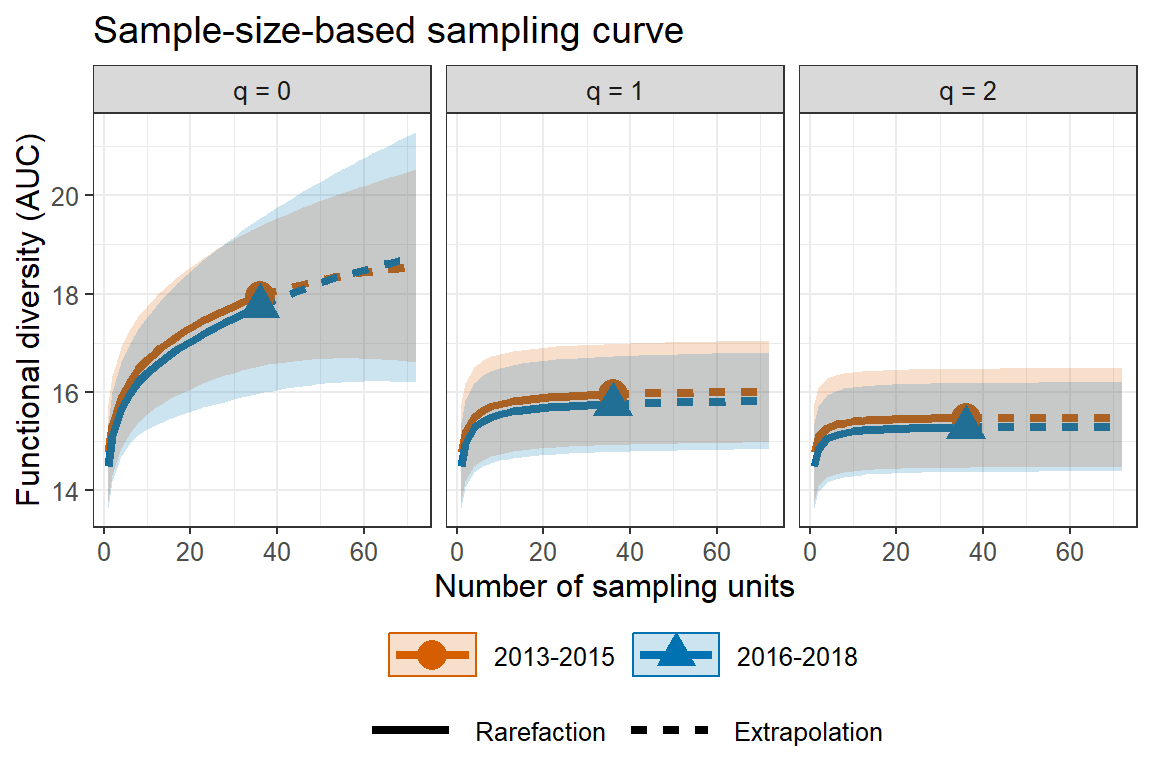 Sample-size-based sampling curve
q = 0 q = 1 q = 2
Functional diversity (AUC)
20
18
16
14
0 20 40 60 0 20 40 60 0 20 40 60
Number of sampling units
2013-2015 2016-2018
Rarefaction Extrapolation